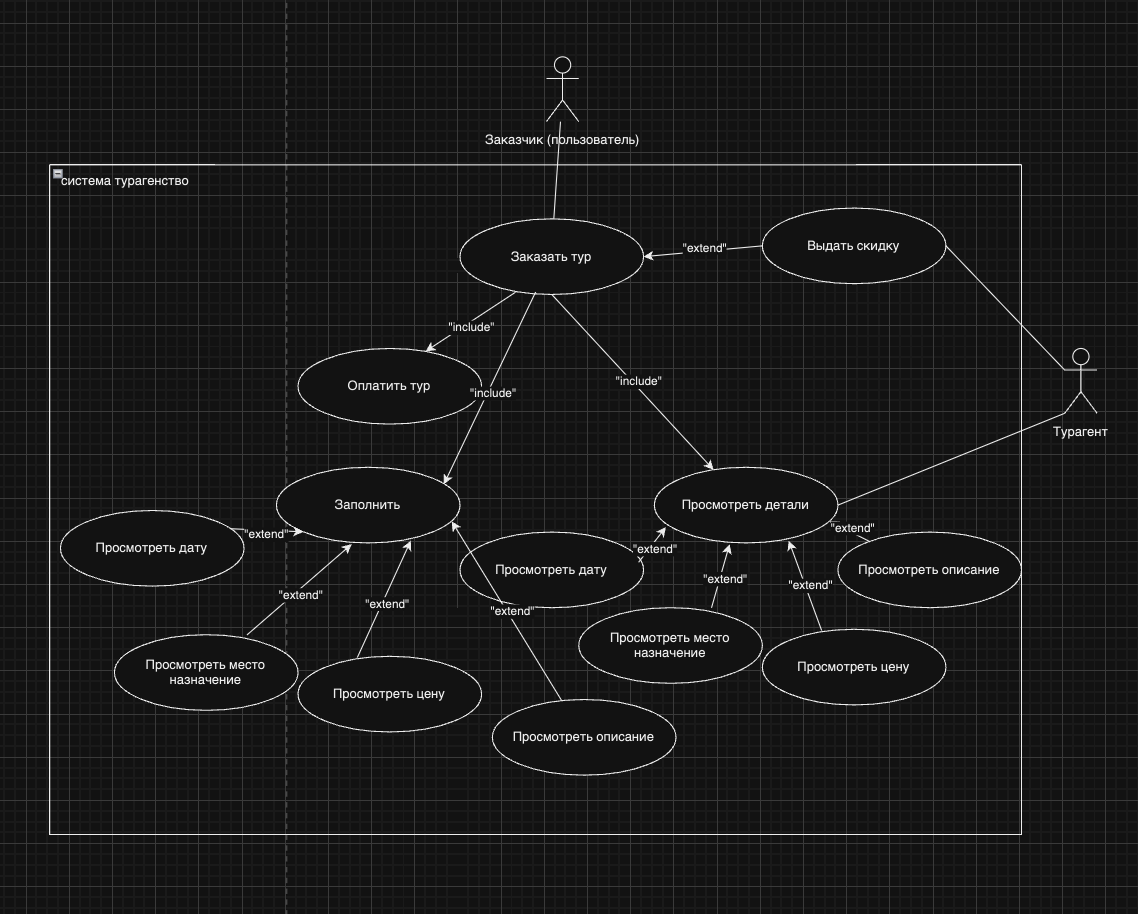 Заказчик (пользователь)
система турагенство
Заказать тур
"extend"
Выдать скидку
"include"
Оплатить тур
"include"
"include"
Турагент
Заполнить
Просмотреть детали
"extend"
Просмотреть дату
"extend"
Просмотреть дату
"extend"
Просмотреть описание
"extend"
"extend"
"extend"
"extend"
"extend"
Просмотреть место
назначение
Просмотреть цену
Просмотреть место
назначение
Просмотреть цену
Просмотреть описание